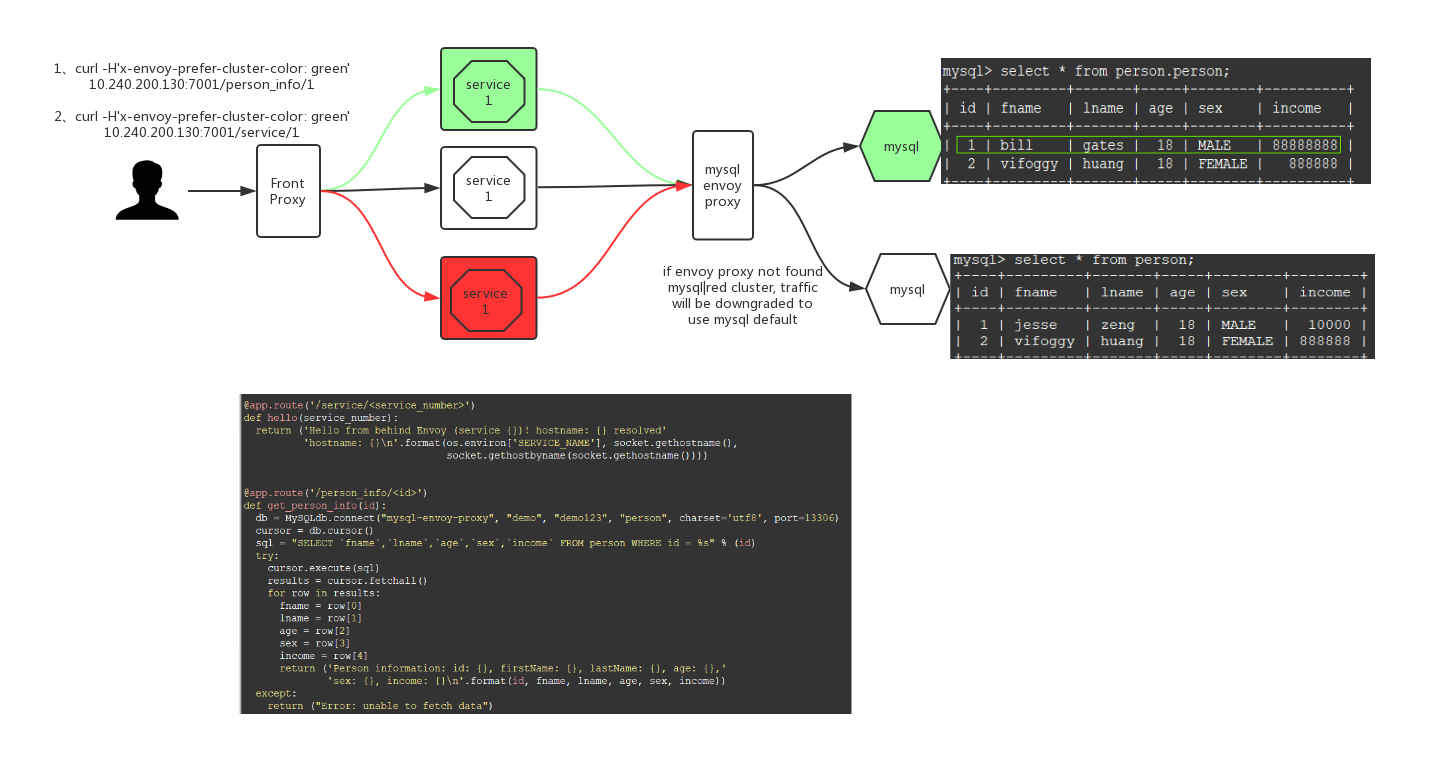 1、curl -H'x-envoy-prefer-cluster-color: green'
10.240.200.130:7001/person_info/1
2、curl -H'x-envoy-prefer-cluster-color: green'
10.240.200.130:7001/service/1
Front
Proxy
service
1
service
1
service
1
mysql
envoy
proxy
if envoy proxy not found
mysql|red cluster, traffic
will be downgraded to
use mysql default
mysql
mysql> select * from person.person;
+----+---------+-------+-----+--------+----------+
| id | fname | lname | age | sex | income |
+----+---------+-------+-----+--------+----------+
| 1 | bill | gates | 18 | MALE | 88888888 |
| 2 | vifoggy | huang | 18 | FEMALE | 888888 |
+----+---------+-------+-----+--------+----------+
mysql
mysql> select * from person;
+----+---------+-------+-----+--------+--------+
| id | fname | lname | age | sex | income |
+----+---------+-------+-----+--------+--------+
| 1 | jesse | zeng | 18 | MALE | 10000 |
| 2 | vifoggy | huang | 18 | FEMALE | 888888 |
+----+---------+-------+-----+--------+--------+
@app.route('/service/<service_number>')
def hello(service_number):
  return ('Hello from behind Envoy (service {})! hostname: {} resolved'
          'hostname: {}\n'.format(os.environ['SERVICE_NAME'], socket.gethostname(),
                                  socket.gethostbyname(socket.gethostname())))
@app.route('/person_info/<id>')
def get_person_info(id):
  db = MySQLdb.connect("mysql-envoy-proxy", "demo", "demo123", "person", charset='utf8', port=13306)
  cursor = db.cursor()
  sql = "SELECT `fname`,`lname`,`age`,`sex`,`income` FROM person WHERE id = %s" % (id)
  try:
    cursor.execute(sql)
    results = cursor.fetchall()
    for row in results:
      fname = row[0]
      lname = row[1]
      age = row[2]
      sex = row[3]
      income = row[4]
      return ('Person information: id: {}, firstName: {}, lastName: {}, age: {},'
              'sex: {}, income: {}\n'.format(id, fname, lname, age, sex, income))
  except:
    return ("Error: unable to fetch data")